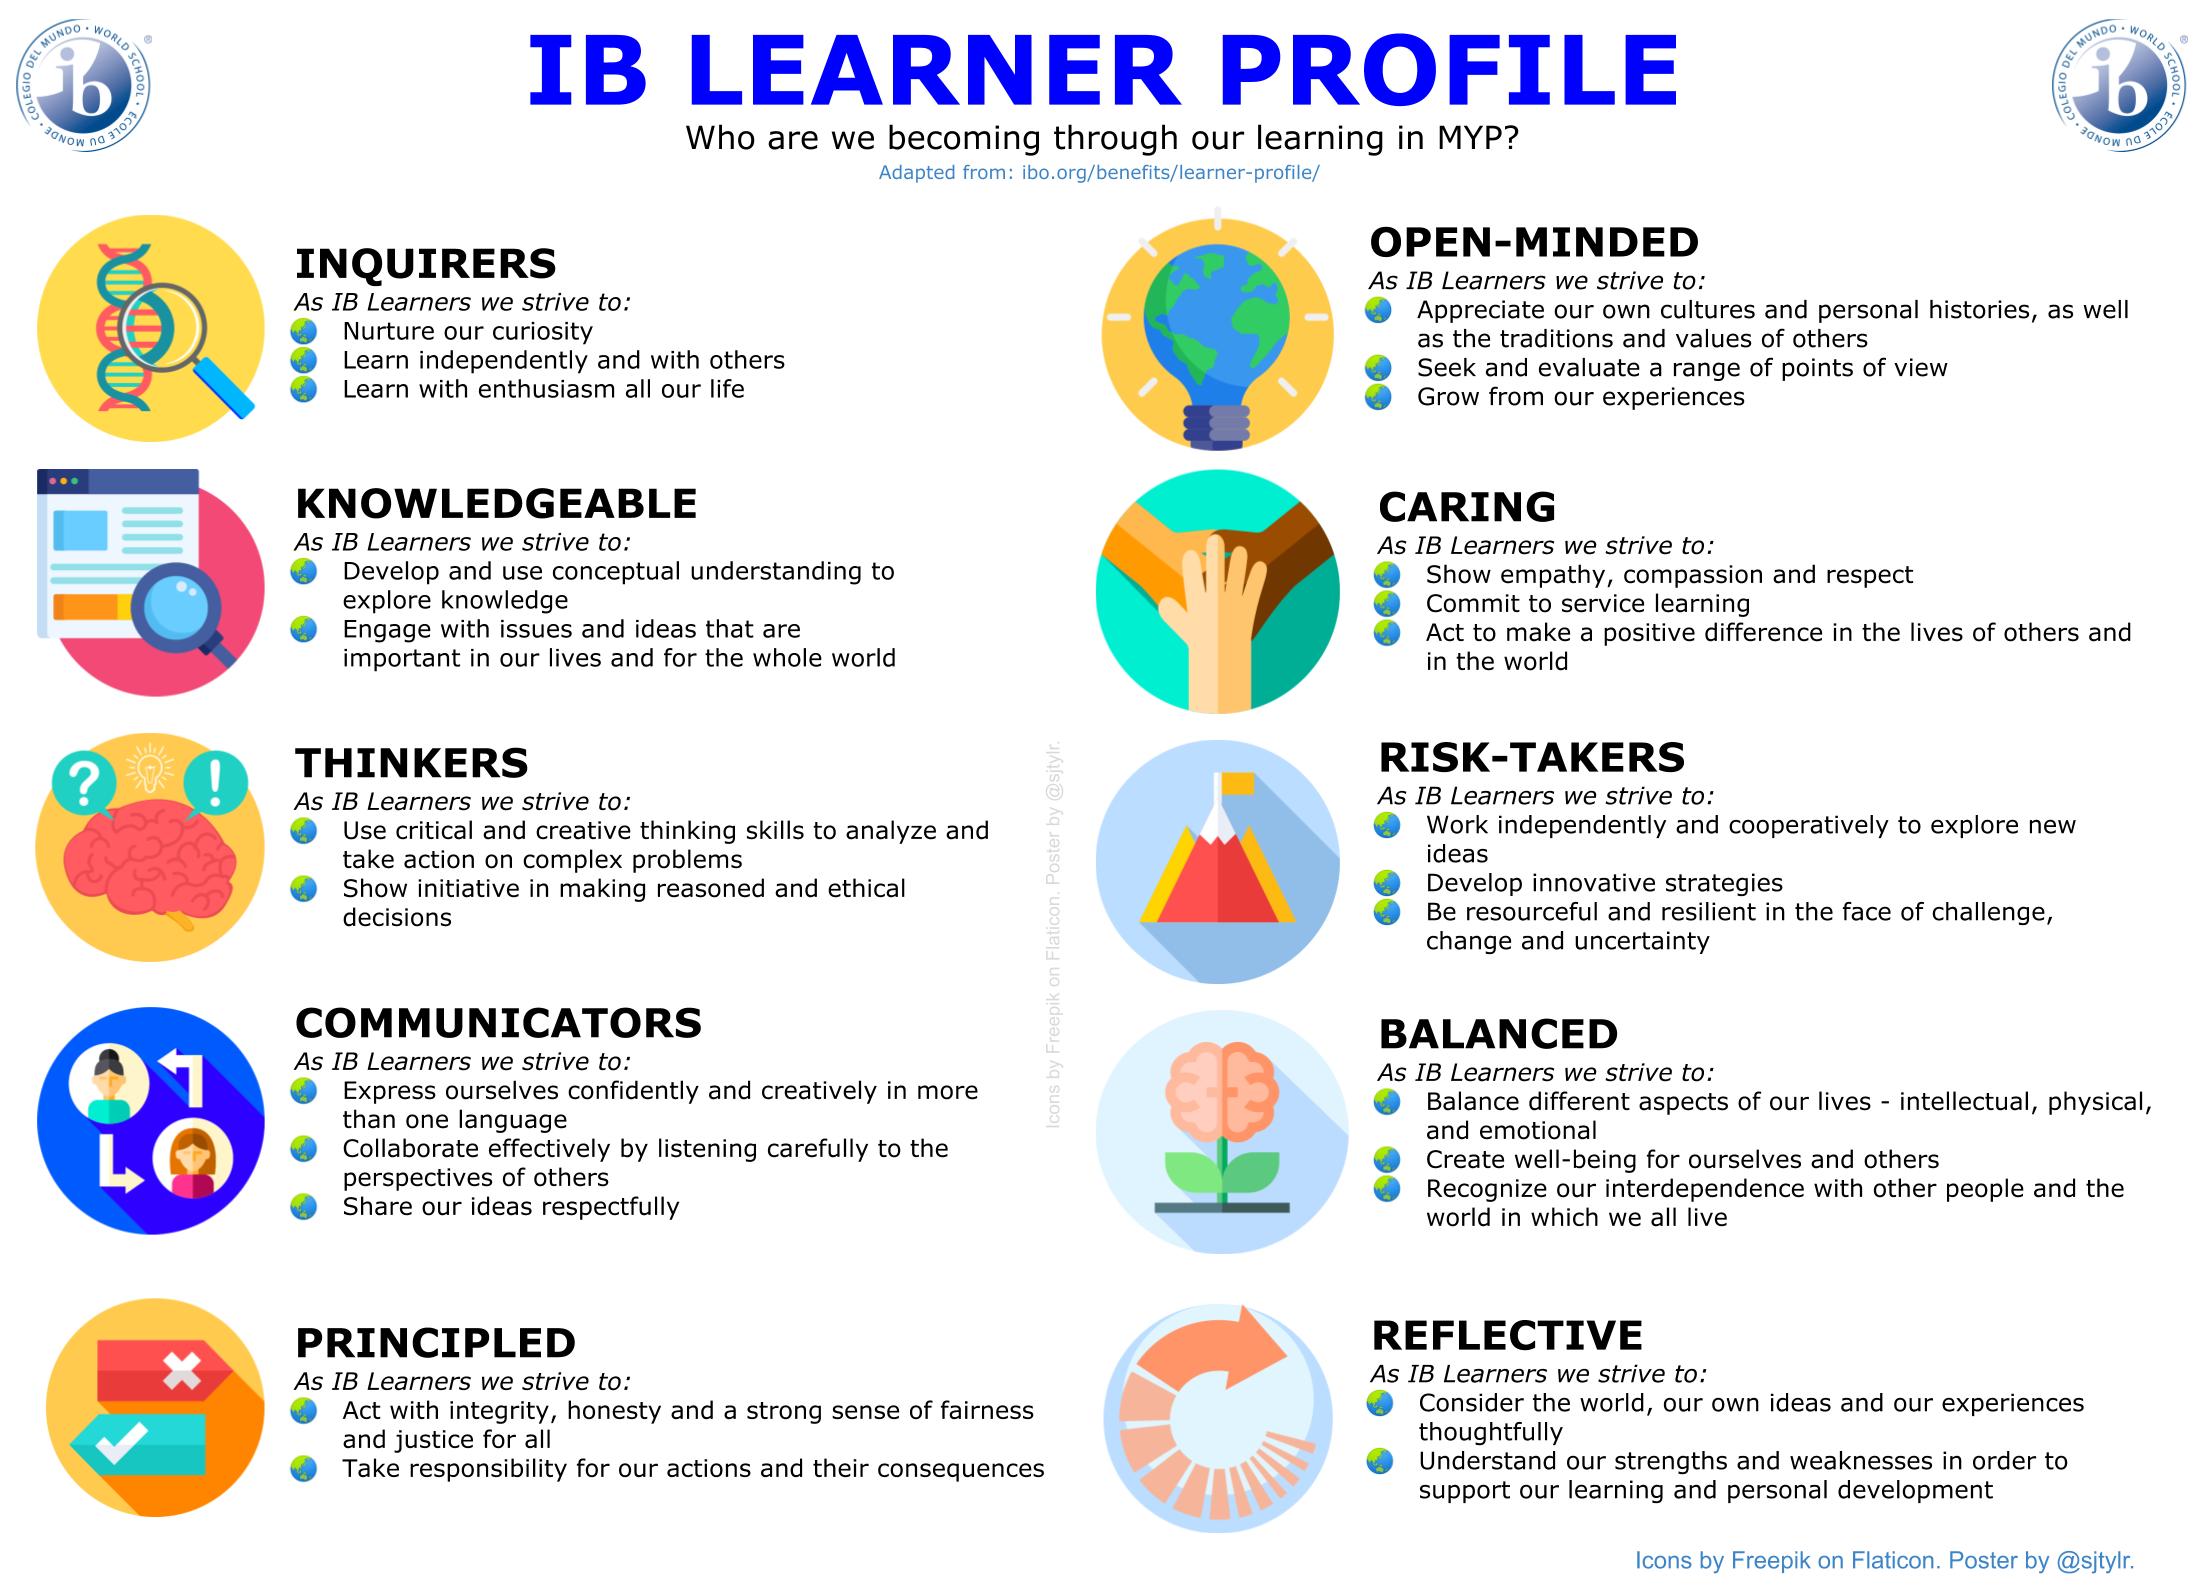 COLEGIO DEL MUNDO • WORLD SCHOOL • ÉCOLE DU MONDE •
ib
®
IB LEARNER PROFILE
Who are we becoming through our learning in MYP?
Adapted from: ibo.org/benefits/learner-profile/
COLEGIO DEL MUNDO • WORLD SCHOOL • ÉCOLE DU MONDE •
ib
®
INQUIRERS
As IB Learners we strive to:
Nurture our curiosity
Learn independently and with others
Learn with enthusiasm all our life
KNOWLEDGEABLE
As IB Learners we strive to:
Develop and use conceptual understanding to
explore knowledge
Engage with issues and ideas that are
important in our lives and for the whole world
?
!
THINKERS
As IB Learners we strive to:
Use critical and creative thinking skills to analyze and
take action on complex problems
Show initiative in making reasoned and ethical
decisions
COMMUNICATORS
As IB Learners we strive to:
Express ourselves confidently and creatively in more
than one language
Collaborate effectively by listening carefully to the
perspectives of others
Share our ideas respectfully
PRINCIPLED
As IB Learners we strive to:
Act with integrity, honesty and a strong sense of fairness
and justice for all
Take responsibility for our actions and their consequences
Icons by Freepik on Flaticon. Poster by @sjtylr.
OPEN-MINDED
As IB Learners we strive to:
Appreciate our own cultures and personal histories, as well
as the traditions and values of others
Seek and evaluate a range of points of view
Grow from our experiences
CARING
As IB Learners we strive to:
Show empathy, compassion and respect
Commit to service learning
Act to make a positive difference in the lives of others and
in the world
RISK-TAKERS
As IB Learners we strive to:
Work independently and cooperatively to explore new
ideas
Develop innovative strategies
Be resourceful and resilient in the face of challenge,
change and uncertainty
BALANCED
As IB Learners we strive to:
Balance different aspects of our lives - intellectual, physical,
and emotional
Create well-being for ourselves and others
Recognize our interdependence with other people and the
world in which we all live
REFLECTIVE
As IB Learners we strive to:
Consider the world, our own ideas and our experiences
thoughtfully
Understand our strengths and weaknesses in order to
support our learning and personal development
Icons by Freepik on Flaticon. Poster by @sjtylr.